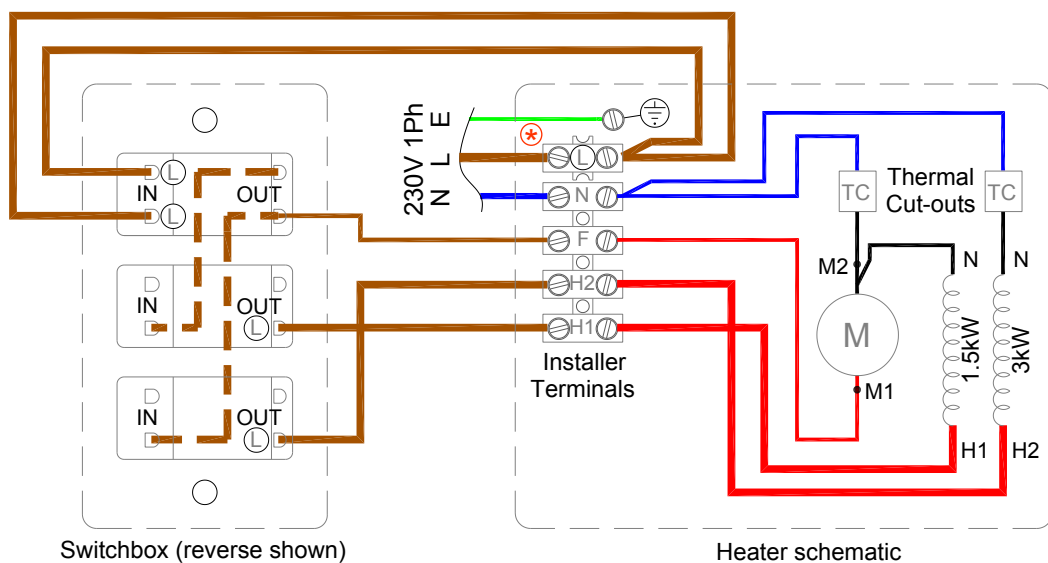 230V 1Ph
E
L
N
*
L
N
F
H2
H1
Installer
Terminals
L
IN
OUT
L
IN
OUT
L
IN
OUT
L
TC
Thermal
Cut-outs
TC
M2
N
N
M
1.5kW
3kW
M1
H1
H2
Switchbox (reverse shown)
Heater schematic